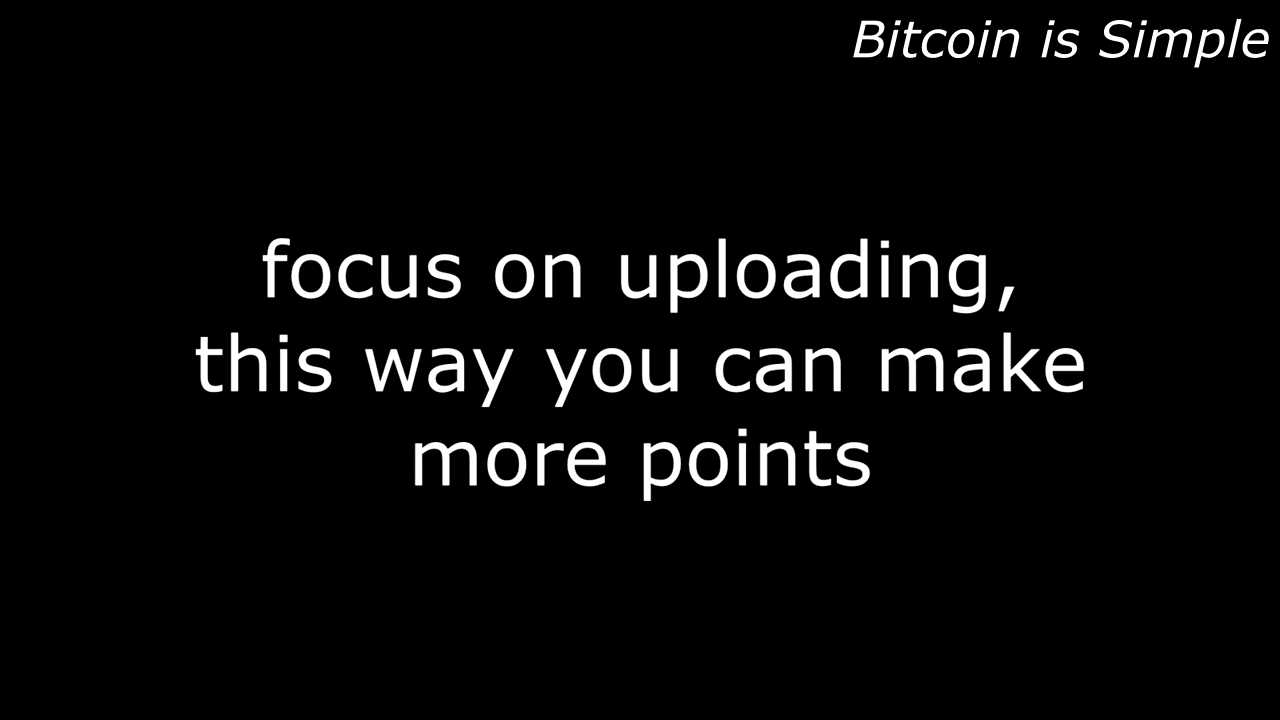 Bitcoin is Simple
focus on uploading,
this way you can make
more points